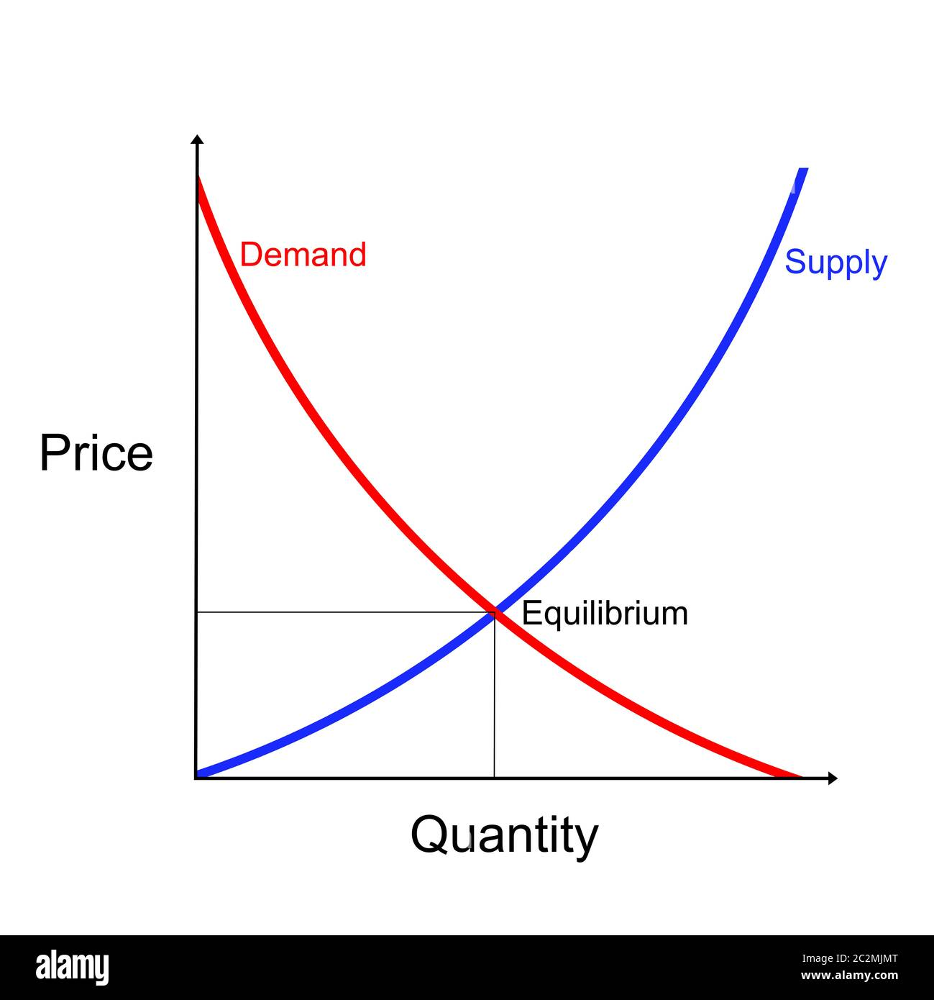 Demand
Supply
Price
Equilibrium
Quantity
alamy
Image ID: 2C2MJMT
www.alamy.com